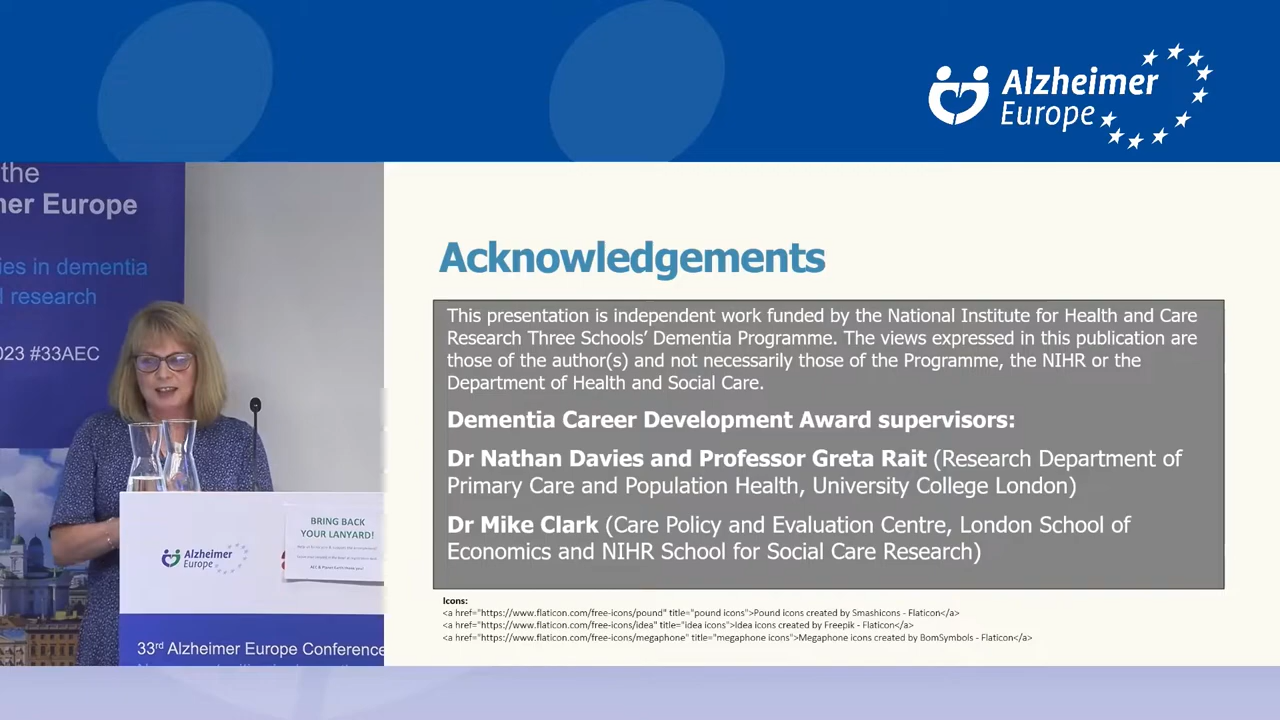 Alzheimer
Europe
the
ner Europe
ies in dementia
l research
023 #33AEC
BRING BACK
YOUR LANYARD!
Alzheimer
Europe
33rd Alzheimer Europe Conference
Acknowledgements
This presentation is independent work funded by the National Institute for Health and Care
Research Three Schools' Dementia Programme. The views expressed in this publication are
those of the author(s) and not necessarily those of the Programme, the NIHR or the
Department of Health and Social Care.
Dementia Career Development Award supervisors:
Dr Nathan Davies and Professor Greta Rait (Research Department of
Primary Care and Population Health, University College London)
Dr Mike Clark (Care Policy and Evaluation Centre, London School of
Economics and NIHR School for Social Care Research)
Icons:
<a href="https://www.flaticon.com/free-icons/pound" title="pound icons">Pound icons created by Smashicons - Flaticon</a>
<a href="https://www.flaticon.com/free-icons/idea" title="idea icons">Idea icons created by Freepik - Flaticon</a>
<a href="https://www.flaticon.com/free-icons/megaphone" title="megaphone icons">Megaphone icons created by BomSymbols - Flaticon</a>